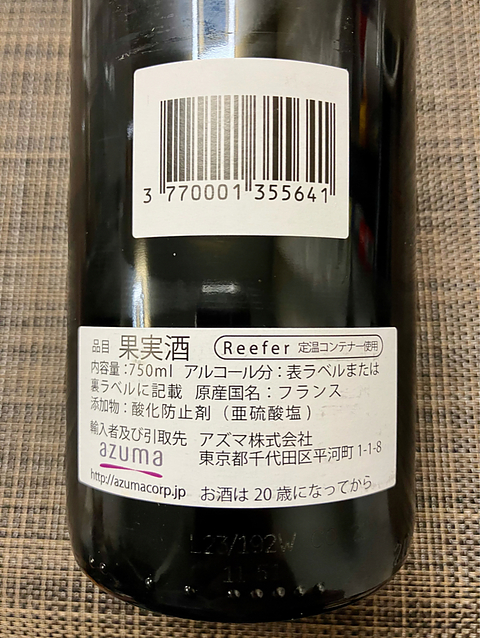 3 770001 355641
品目 果実酒 Reefer 定温コンテナー使用
内容量:750ml アルコール分:表ラベルまたは
裏ラベルに記載 原産国名:フランス
添加物:酸化防止剤(亜硫酸塩)
輸入者及び引取先 アズマ株式会社
azuma 東京都千代田区平河町1-1-8
http://azumacorp.jp お酒は20歳になってから
L23/192W